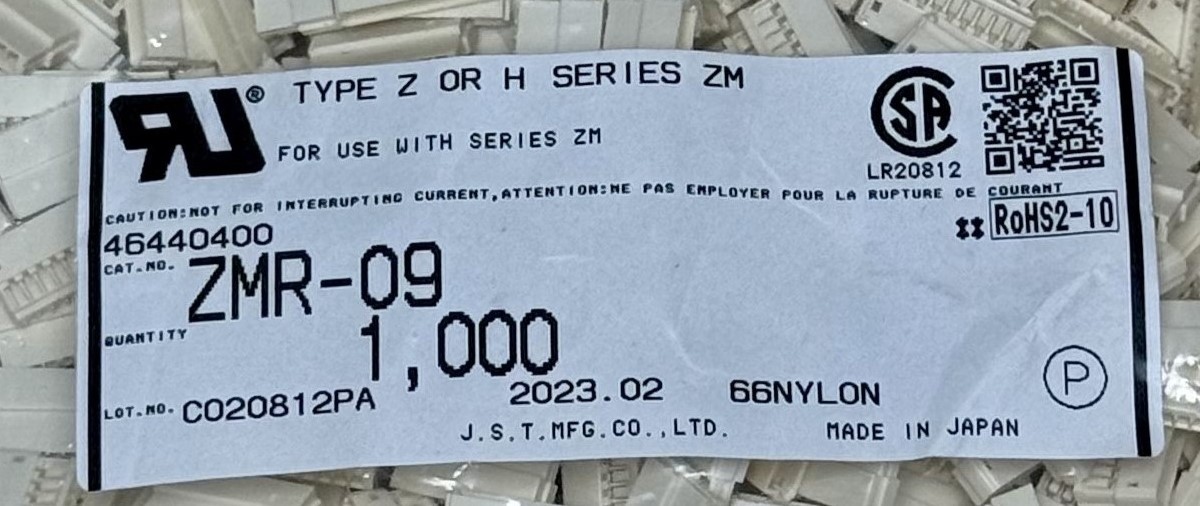 ® TYPE Z OR H SERIES ZM
FOR USE WITH SERIES ZM
LR20812
CAUTION:NOT FOR INTERRUPTING CURRENT,ATTENTION:NE PAS EMPLOYER POUR LA RUPTURE DE COURANT
46440400
** RoHS2-10
CAT.NO. ZMR-09
QUANTITY 1,000
LOT.NO. C020812PA 2023.02 66NYLON
P
J.S.T.MFG.CO.,LTD. MADE IN JAPAN